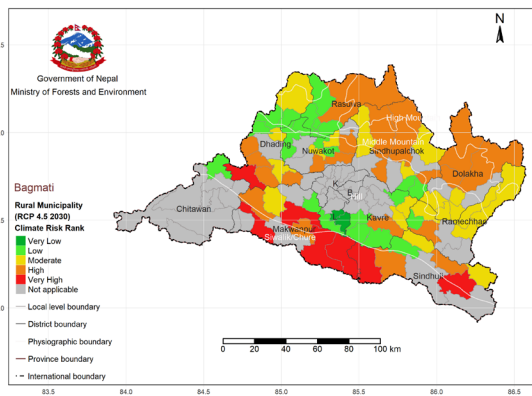 N
Government of Nepal
Ministry of Forests and Environment
Rasuwa
High Mou
Middle Mountain
Dhading
Nuwakot
Sindhupalchok
Dolakha
Bagmati
Rural Municipality
(RCP 4.5 2030)
Climate Risk Rank
Very Low
Low
Moderate
High
Very High
Not applicable
Local level boundary
District boundary
Physiographic boundary
Province boundary
International boundary
K
B
Hill
L
Chitawan
Kavre
Ramechhap
Makwanpur
Siwalik/Chure
Sindhuli
0 20 40 60 80 100 km
83.5 84.0 84.5 85.0 85.5 86.0 86.5